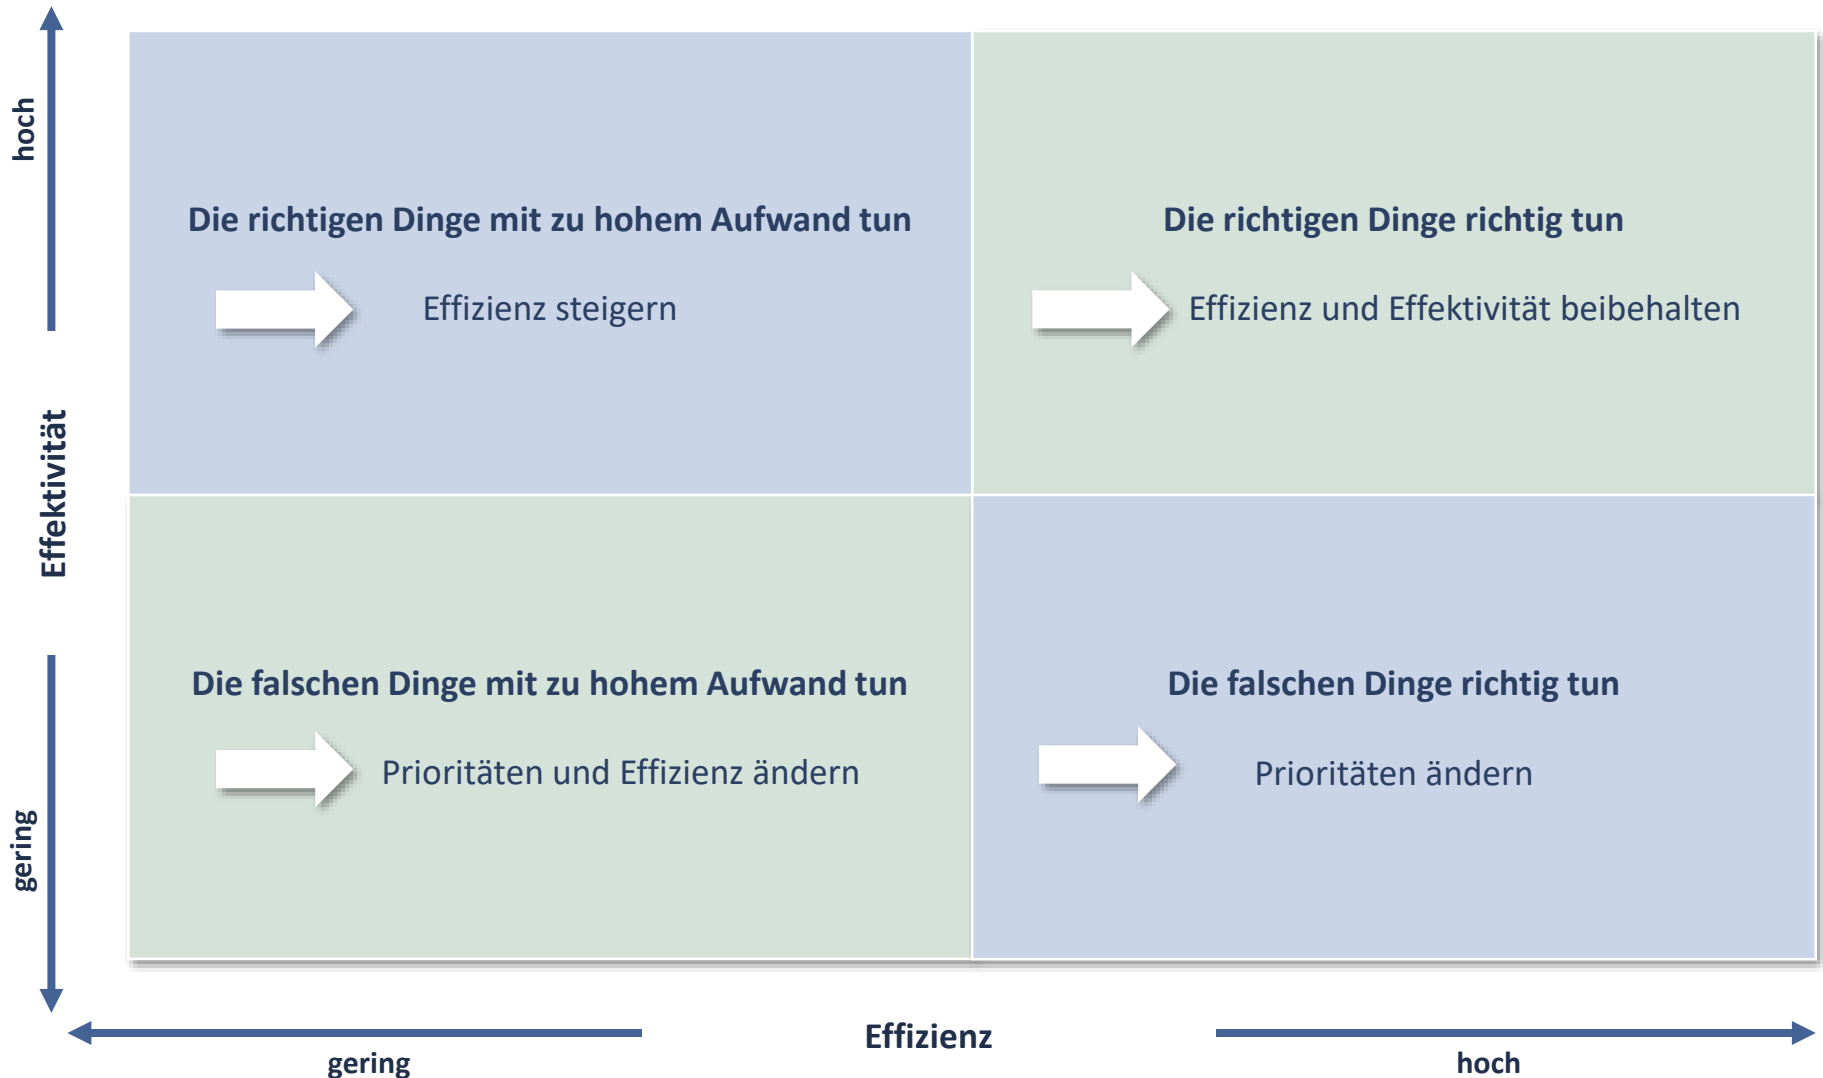 hoch
Die richtigen Dinge mit zu hohem Aufwand tun
Effizienz steigern
Die richtigen Dinge richtig tun
Effizienz und Effektivität beibehalten
Effektivität
Die falschen Dinge mit zu hohem Aufwand tun
Prioritäten und Effizienz ändern
Die falschen Dinge richtig tun
Prioritäten ändern
gering
Effizienz
gering
hoch